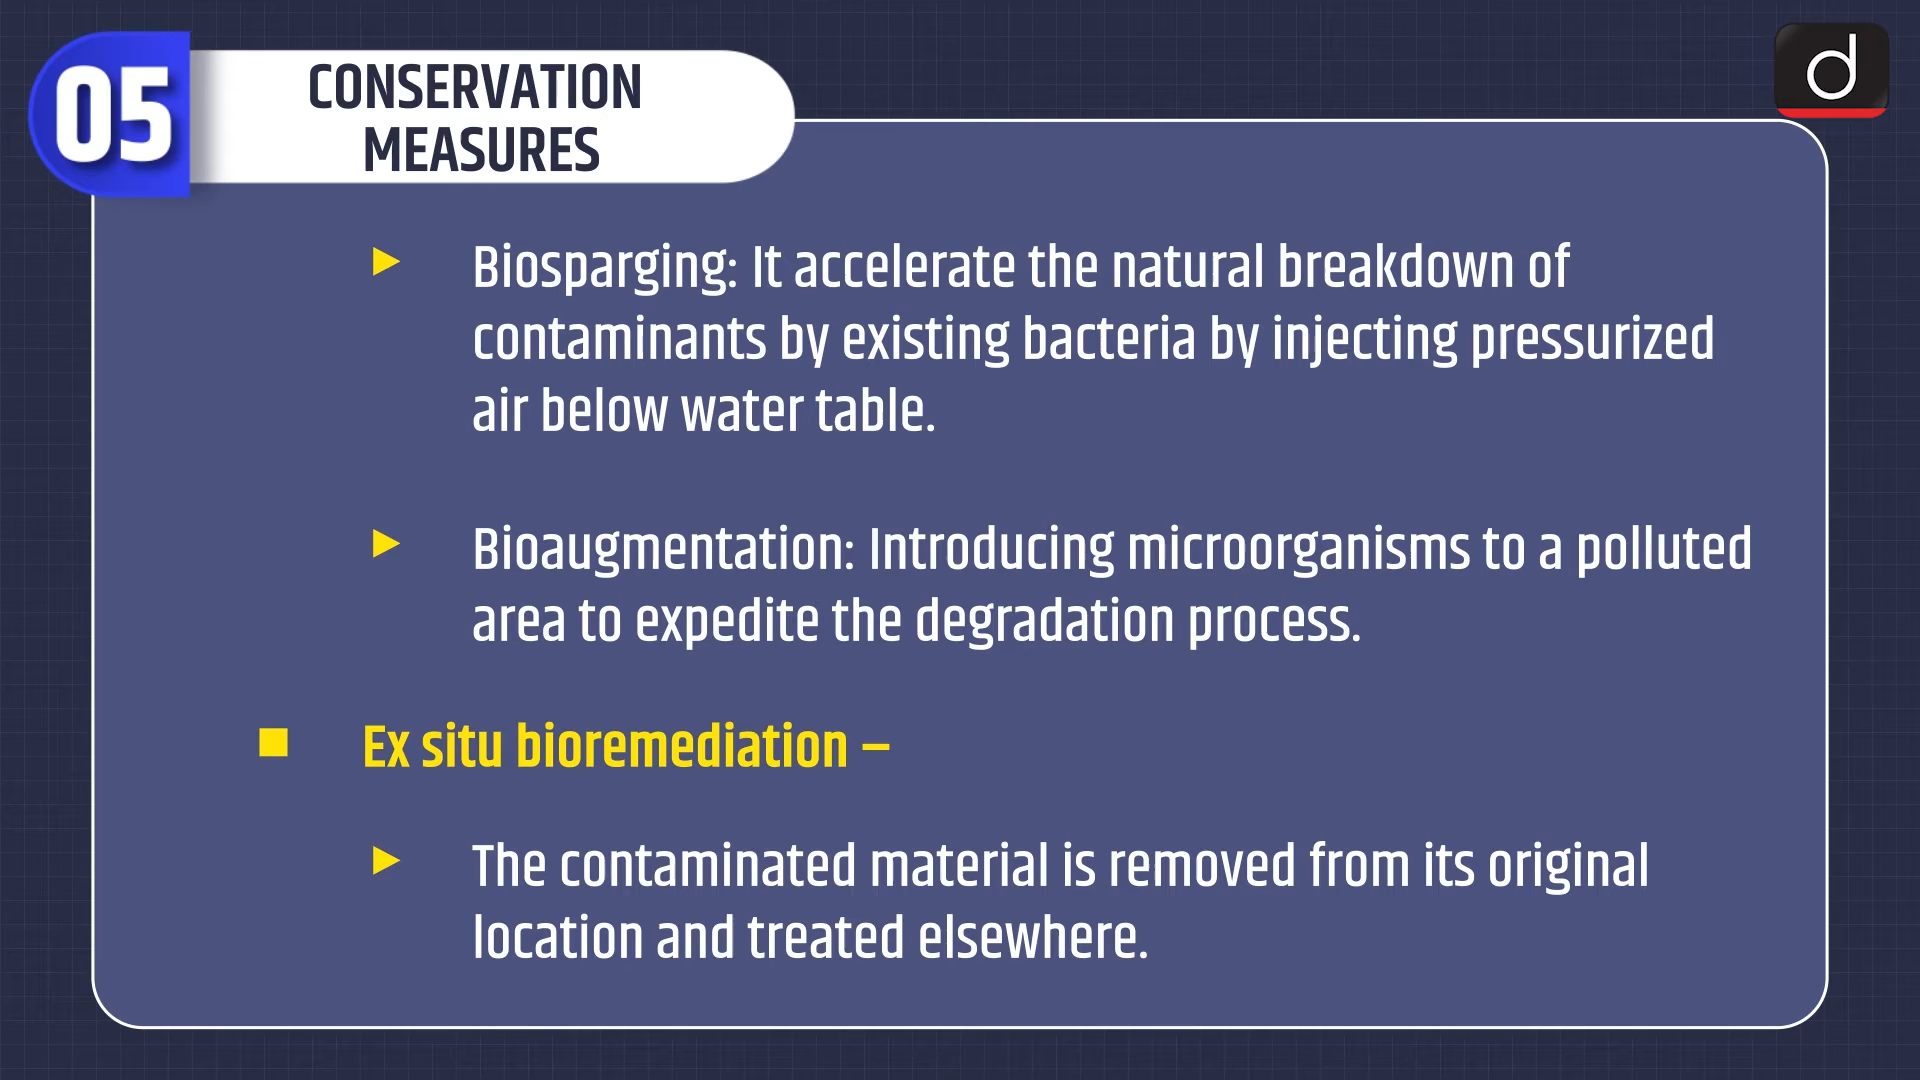 05
CONSERVATION
MEASURES
d
Biosparging: It accelerate the natural breakdown of
contaminants by existing bacteria by injecting pressurized
air below water table.
Bioaugmentation: Introducing microorganisms to a polluted
area to expedite the degradation process.
Ex situ bioremediation –
The contaminated material is removed from its original
location and treated elsewhere.